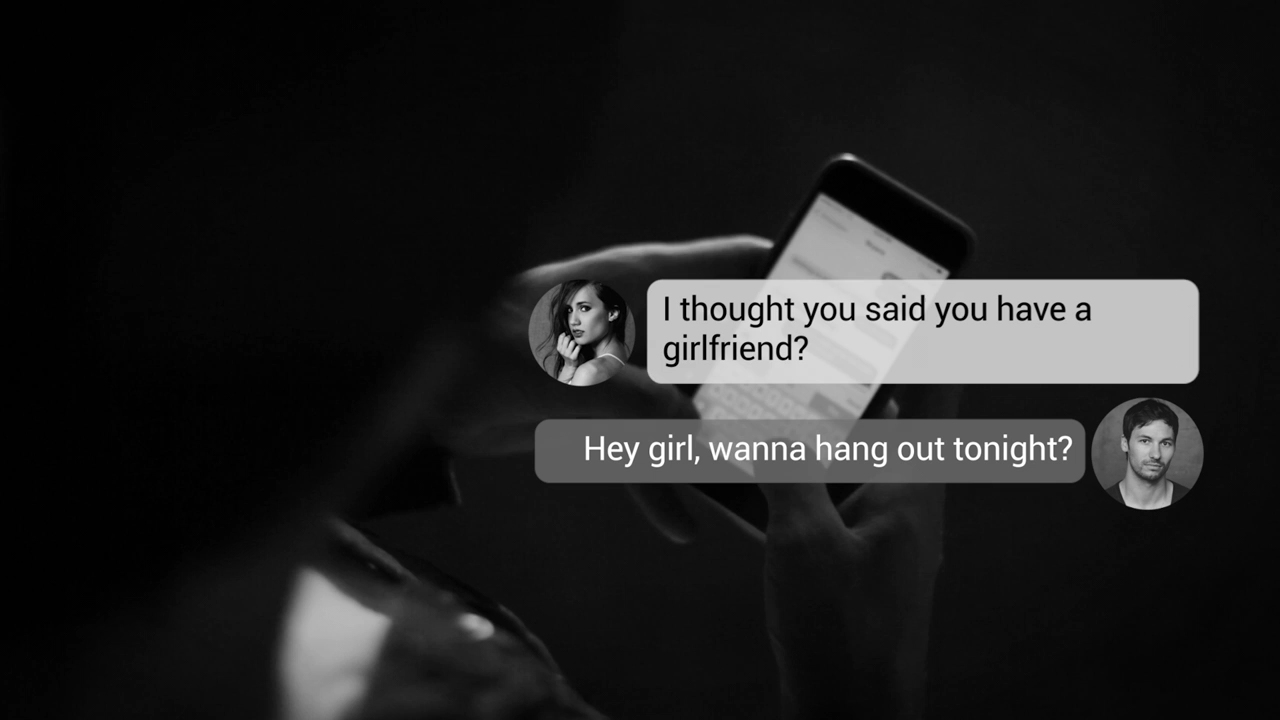 I thought you said you have a
girlfriend?
Hey girl, wanna hang out tonight?